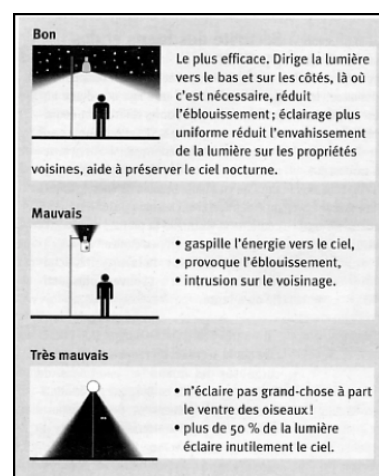 Bon
Le plus efficace. Dirige la lumière
vers le bas et sur les côtés, là où
c'est nécessaire, réduit
l'éblouissement ; éclairage plus
uniforme réduit l'envahissement
de la lumière sur les propriétés
voisines, aide à préserver le ciel nocturne.
Mauvais
• gaspille l'énergie vers le ciel,
• provoque l'éblouissement,
• intrusion sur le voisinage.
Très mauvais
• n'éclaire pas grand-chose à part
le ventre des oiseaux !
• plus de 50 % de la lumière
éclaire inutilement le ciel.